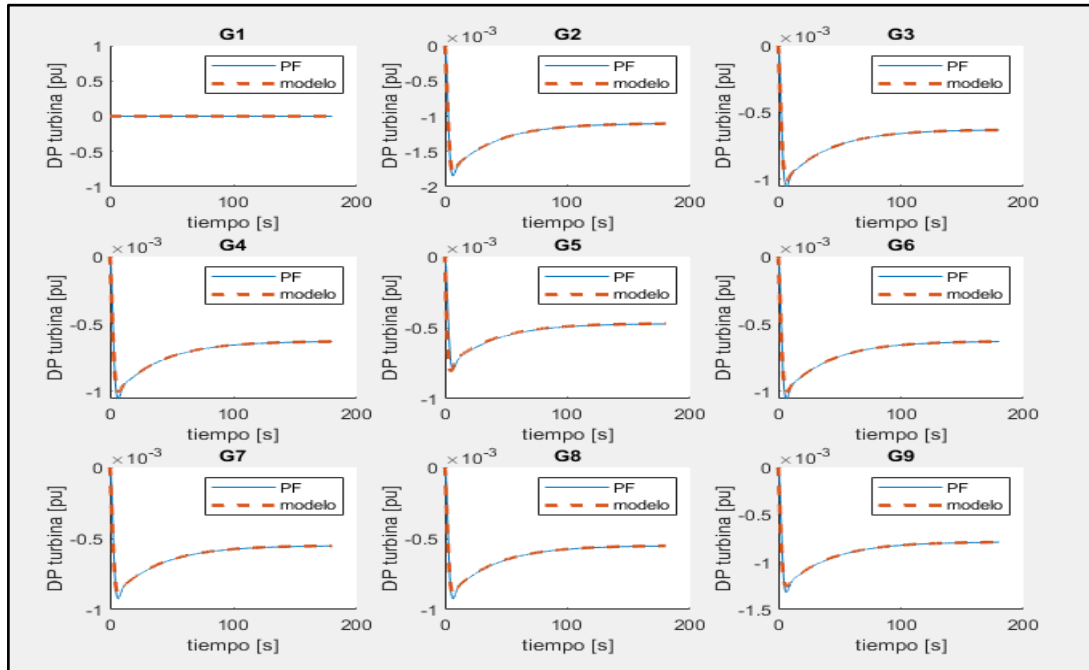 G1
1
0.5
0
-0.5
-1
DP turbina [pu]
0 100 200
tiempo [s]
PF
modelo
×10-3
G2
0
-0.5
-1
-1.5
-2
DP turbina [pu]
0 100 200
tiempo [s]
PF
modelo
×10-3
G3
0
-0.5
-1
DP turbina [pu]
0 100 200
tiempo [s]
PF
modelo
×10-3
G4
0
-0.5
-1
DP turbina [pu]
0 100 200
tiempo [s]
PF
modelo
×10-3
G5
0
-0.5
-1
DP turbina [pu]
0 100 200
tiempo [s]
PF
modelo
×10-3
G6
0
-0.5
-1
DP turbina [pu]
0 100 200
tiempo [s]
PF
modelo
×10-3
G7
0
-0.5
-1
DP turbina [pu]
0 100 200
tiempo [s]
PF
modelo
×10-3
G8
0
-0.5
-1
DP turbina [pu]
0 100 200
tiempo [s]
PF
modelo
×10-3
G9
0
-0.5
-1
-1.5
DP turbina [pu]
0 100 200
tiempo [s]
PF
modelo